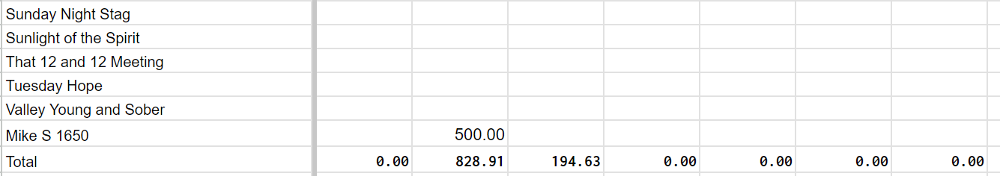 Sunday Night Stag
Sunlight of the Spirit
That 12 and 12 Meeting
Tuesday Hope
Valley Young and Sober
Mike S 1650 500.00
Total 0.00 828.91 194.63 0.00 0.00 0.00 0.00